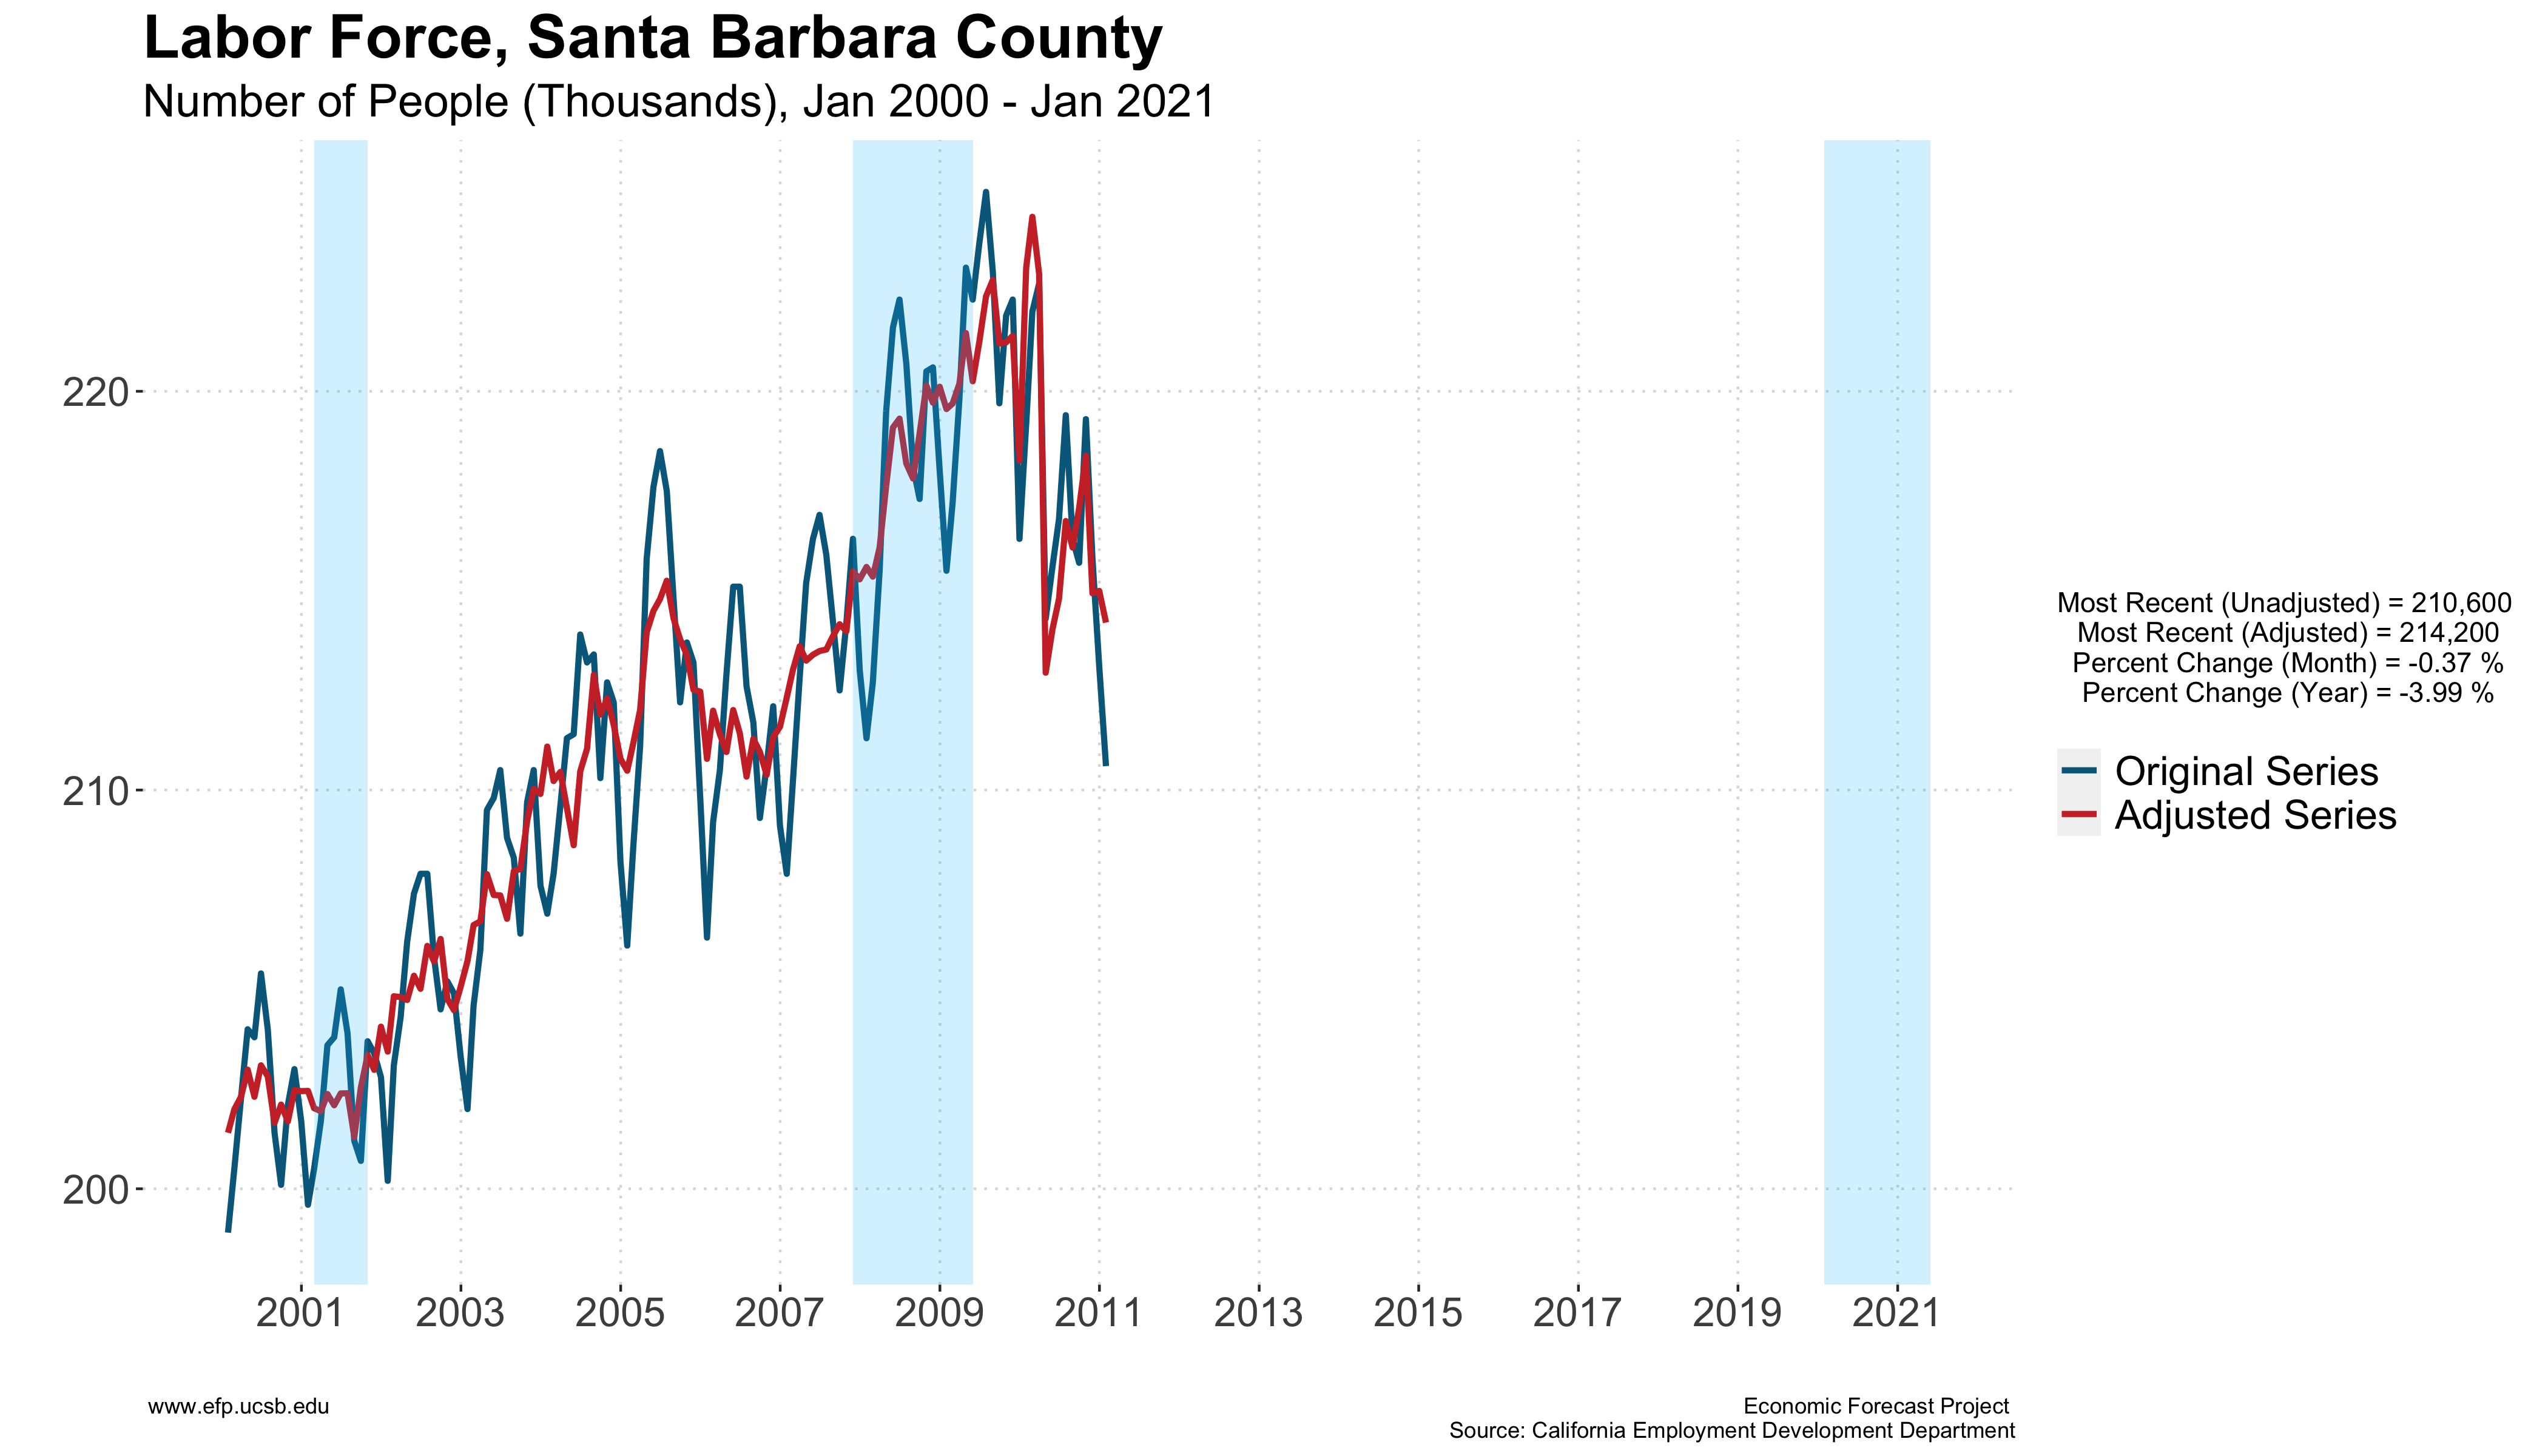 Labor Force, Santa Barbara County
Number of People (Thousands), Jan 2000 - Jan 2021
220
210
200
2001 2003 2005 2007 2009 2011 2013 2015 2017 2019 2021
Most Recent (Unadjusted) = 210,600
Most Recent (Adjusted) = 214,200
Percent Change (Month) = -0.37 %
Percent Change (Year) = -3.99 %
Original Series
Adjusted Series
www.efp.ucsb.edu
Economic Forecast Project
Source: California Employment Development Department